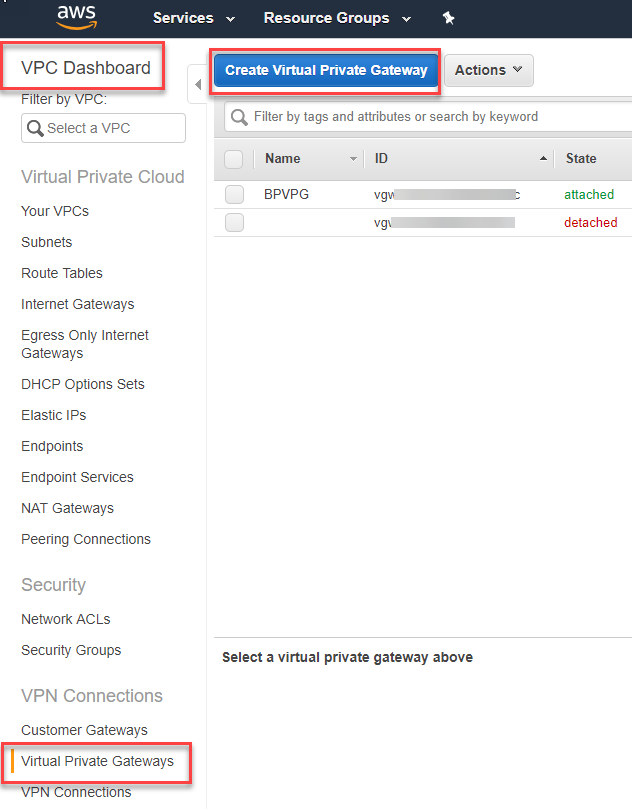 aws
Services
Resource Groups
VPC Dashboard
Filter by VPC:
Select a VPC
Virtual Private Cloud
Your VPCs
Subnets
Route Tables
Internet Gateways
Egress Only Internet
Gateways
DHCP Options Sets
Elastic IPs
Endpoints
Endpoint Services
NAT Gateways
Peering Connections
Security
Network ACLs
Security Groups
VPN Connections
Customer Gateways
Virtual Private Gateways
VPN Connections
Create Virtual Private Gateway
Actions
Filter by tags and attributes or search by keyword
Name ID State
BPVPG attached
detached
Select a virtual private gateway above